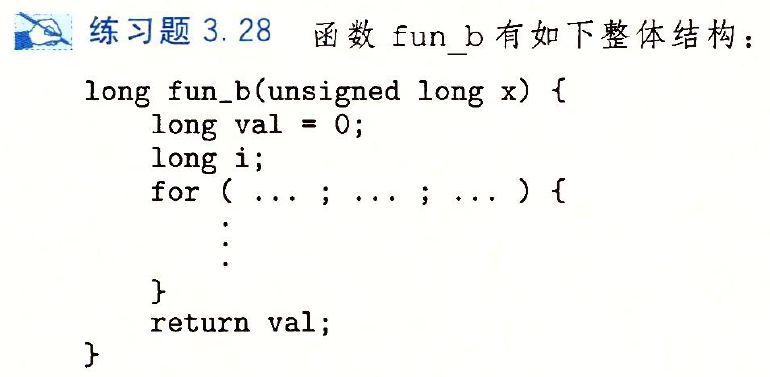 练习题 3.28 函数 fun_b 有如下整体结构：
long fun_b(unsigned long x) {
    long val = 0;
    long i;
    for ( ... ; ... ; ... ) {
        .
        .
        .
    }
    return val;
}